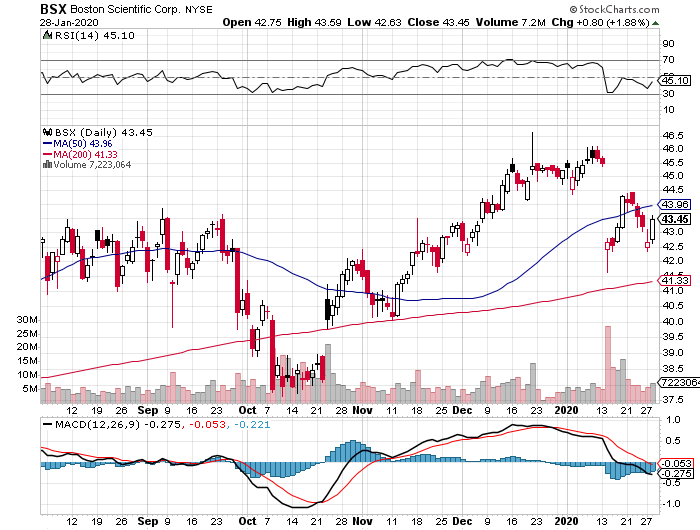 BSX Boston Scientific Corp. NYSE © StockCharts.com
28-Jan-2020 Open 42.75 High 43.59 Low 42.63 Close 43.45 Volume 7.2M Chg +0.80 (+1.88%)
RSI(14) 45.10
90
70
50
45.10
30
10
BSX (Daily) 43.45
MA(50) 43.96
MA(200) 41.33
Volume 7,223,064
46.5
46.0
45.5
45.0
44.5
43.96
43.45
43.0
42.5
42.0
41.5
41.33
41.0
40.5
40.0
39.5
39.0
38.5
38.0
37.5
30M
25M
20M
15M
10M
5M
7223064
12 19 26 Sep 9 16 23 Oct 7 14 21 28 Nov 11 18 25 Dec 9 16 23 2020 13 21 27
MACD(12,26,9) -0.275, -0.053, -0.221
1.0
0.5
-0.053
-0.275
-0.5
-1.0
12 19 26 Sep 9 16 23 Oct 7 14 21 28 Nov 11 18 25 Dec 9 16 23 2020 13 21 27